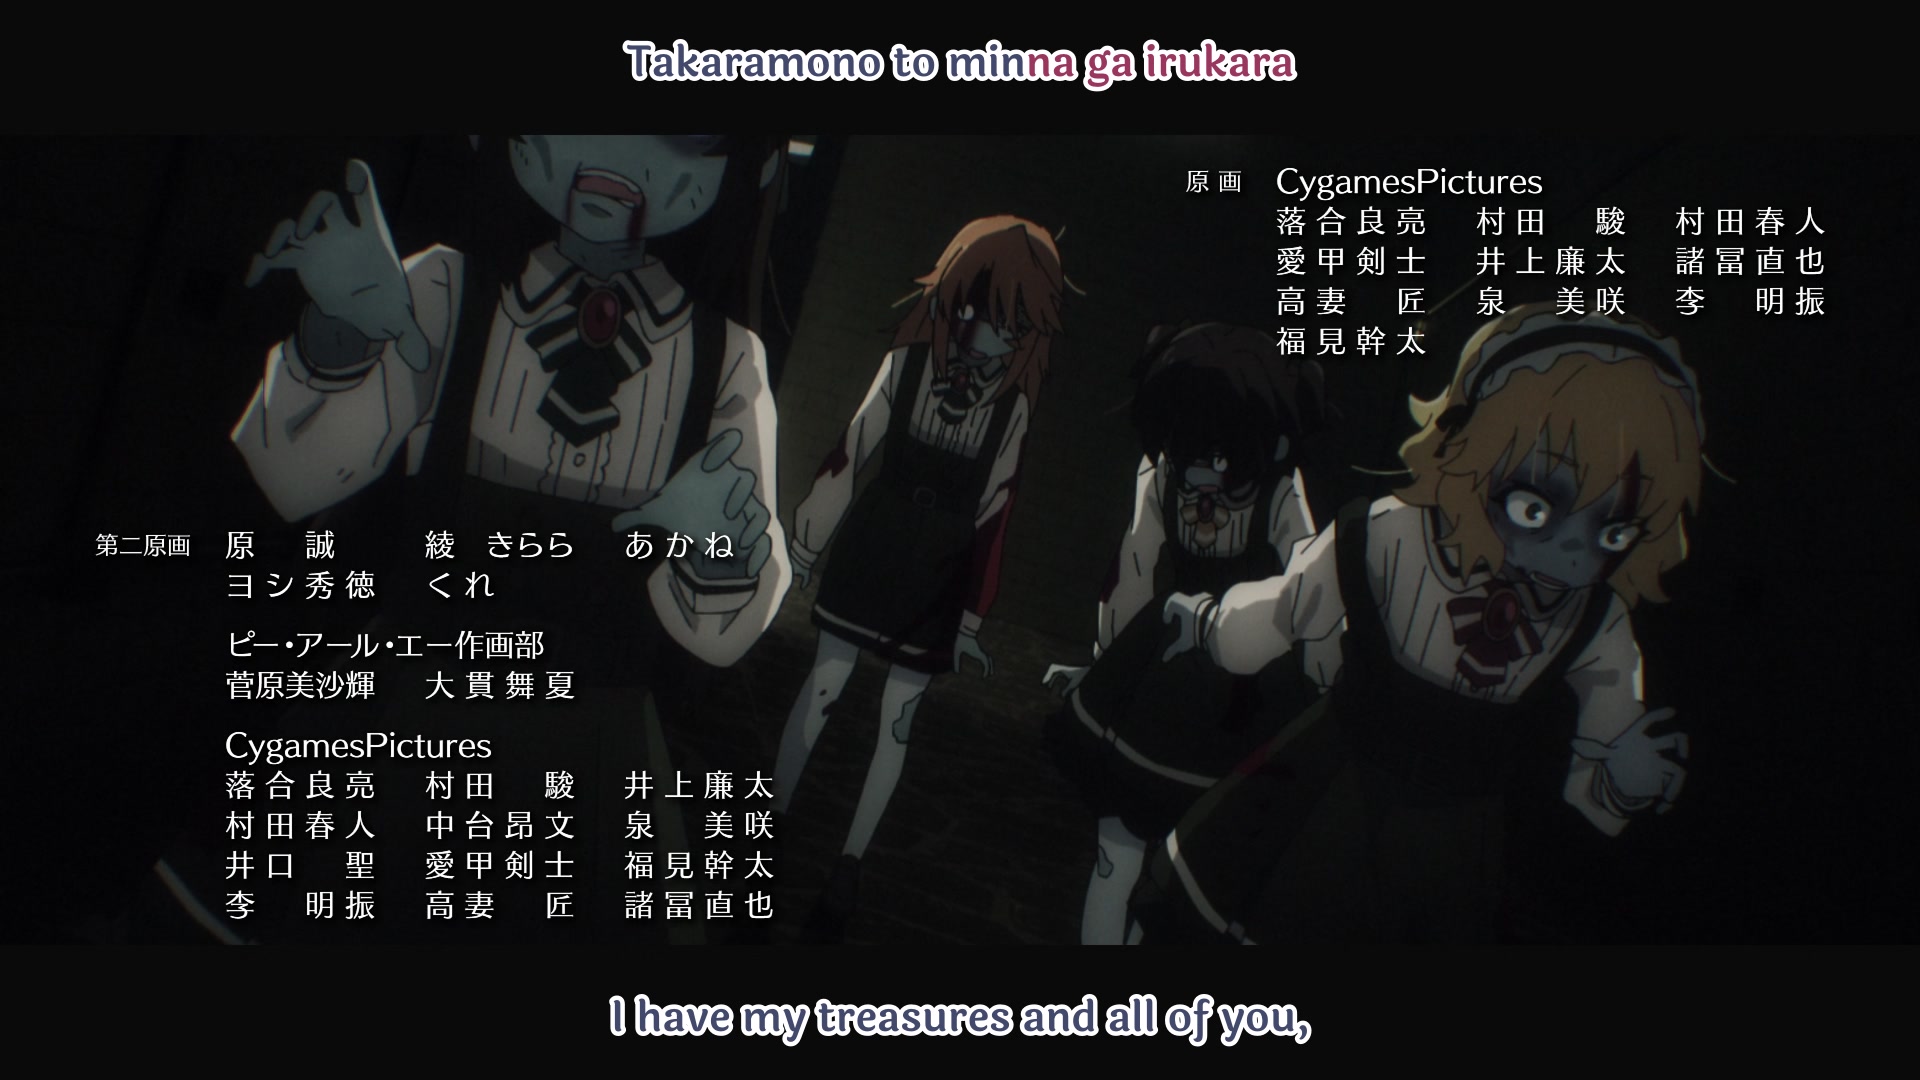 Takaramono to minna ga irukara
原画 CygamesPictures
落合良亮 村田 駿 村田春人
愛甲剣士 井上廉太 諸冨直也
高妻 匠 泉 美咲 李 明振
福見幹太
第二原画 原 誠 綾 きらら あかね
ヨシ秀徳 くれ
ピー・アール・エー作画部
菅原美沙輝 大貫舞夏
CygamesPictures
落合良亮 村田 駿 井上廉太
村田春人 中台昂文 泉 美咲
井口 聖 愛甲剣士 福見幹太
李 明振 高妻 匠 諸冨直也
I have my treasures and all of you,